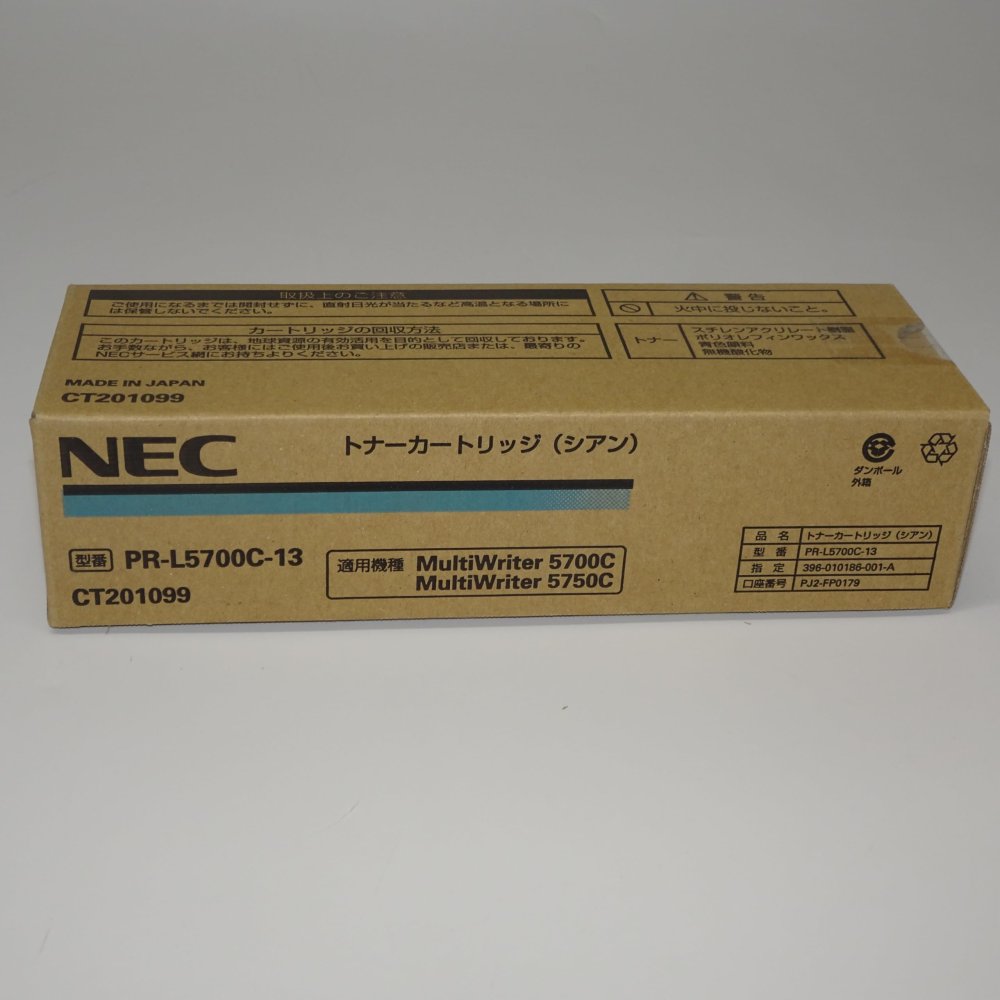 取扱上のご注意
ご使用になるまでは開封せずに、直射日光が当たるなど高温となる場所に
は保管しないでください。
カートリッジの回収方法
このカートリッジは、地球資源の有効活用を目的として回収しております。
お手数ながら、お客様にはご使用後お買い上げの販売店または、最寄りの
NECサービス網にお持ちよりください。
警告
火中に投じないこと。
トナー
スチレンアクリレート樹脂
ポリオレフィンワックス
青色顔料
無機酸化物
MADE IN JAPAN
CT201099
NEC
トナーカートリッジ（シアン）
ダンボール
外箱
型番 PR-L5700C-13
CT201099
適用機種 MultiWriter 5700C
MultiWriter 5750C
品名 トナーカートリッジ（シアン）
型番 PR-L5700C-13
指定 396-010186-001-A
口座番号 PJ2-FP0179